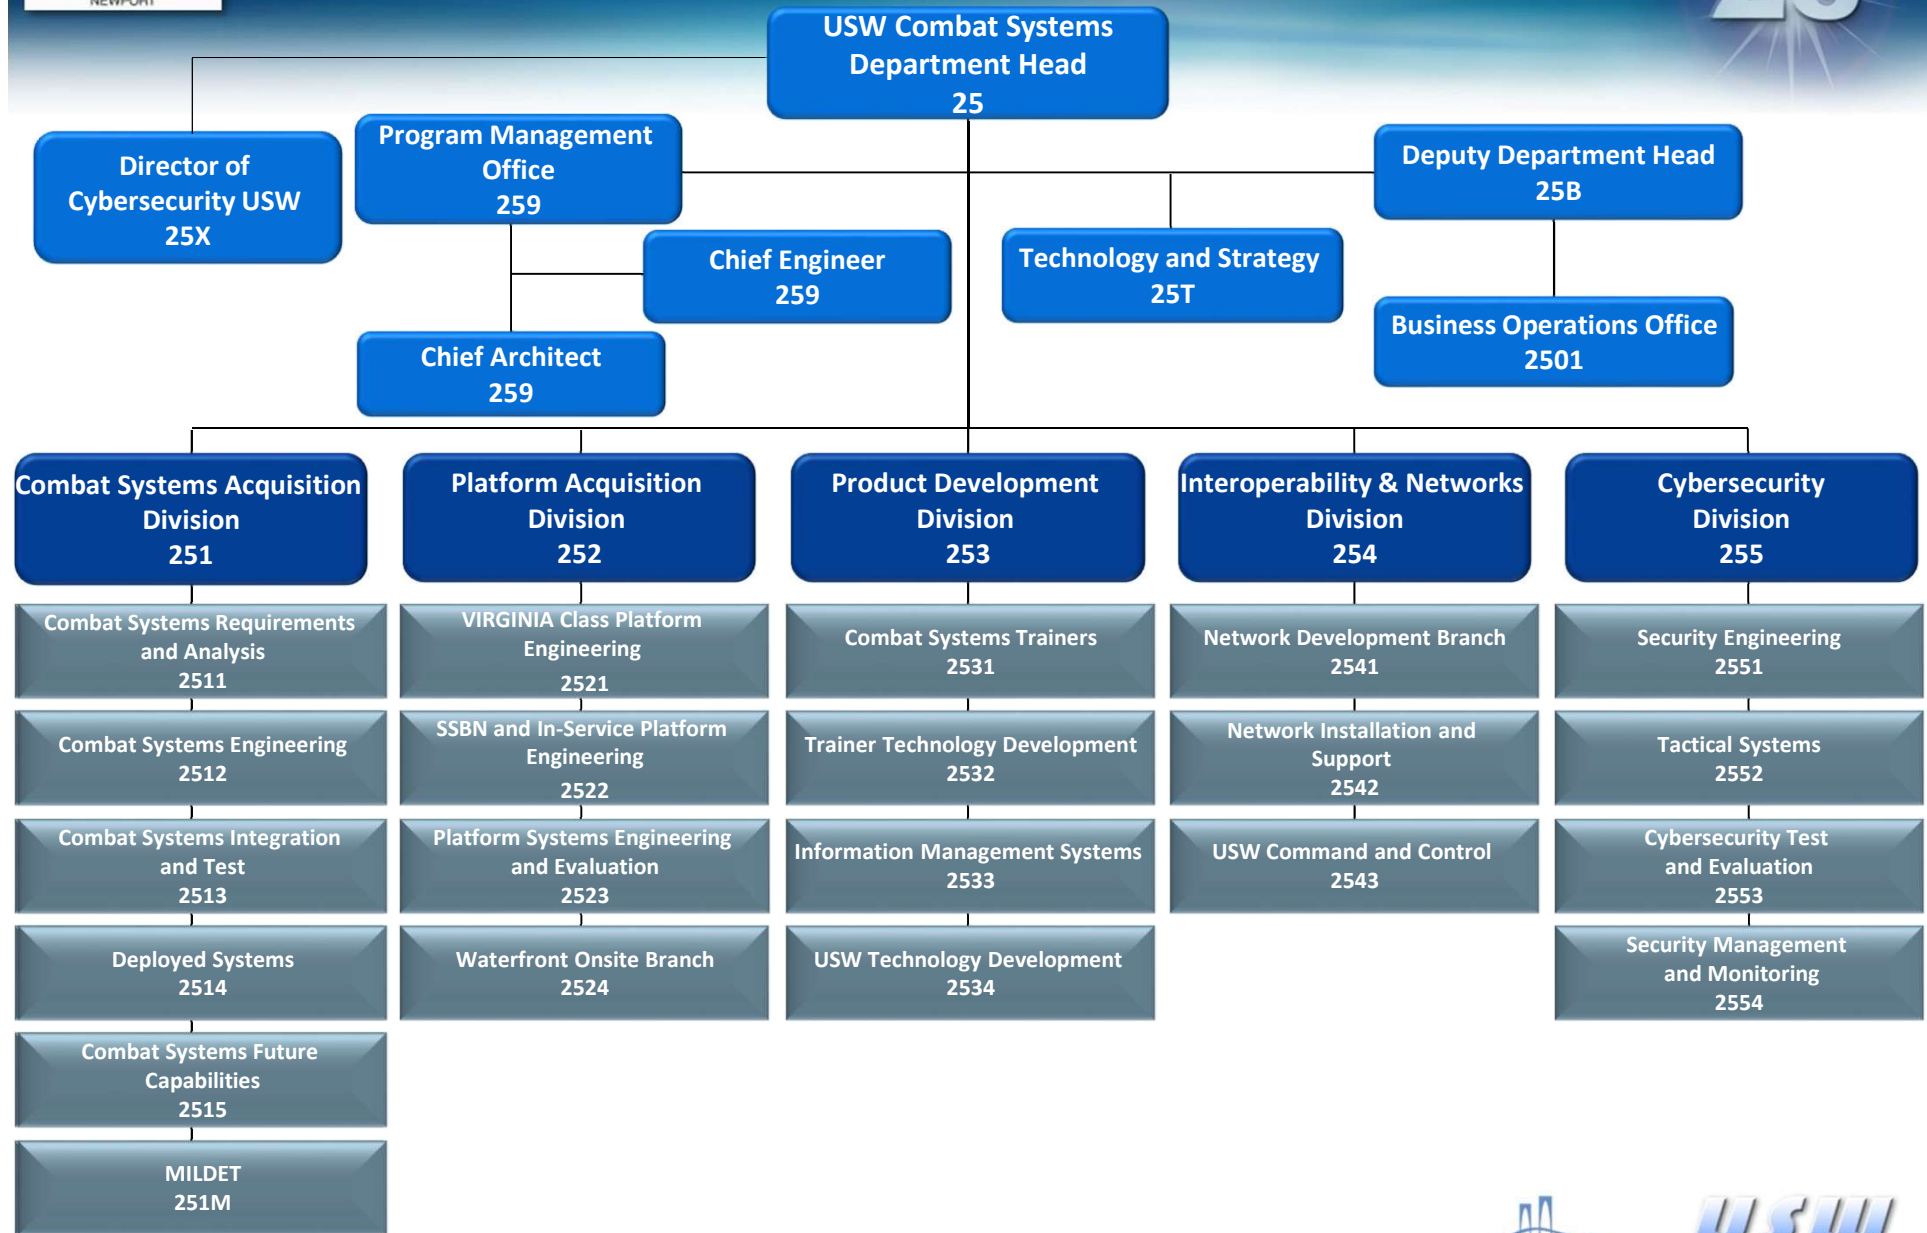 NEWPORT
USW Combat Systems
Department Head
25
Director of
Cybersecurity USW
25X
Program Management
Office
259
Chief Engineer
259
Chief Architect
259
Technology and Strategy
25T
Deputy Department Head
25B
Business Operations Office
2501
Combat Systems Acquisition
Division
251
Combat Systems Requirements
and Analysis
2511
Combat Systems Engineering
2512
Combat Systems Integration
and Test
2513
Deployed Systems
2514
Combat Systems Future
Capabilities
2515
MILDET
251M
Platform Acquisition
Division
252
VIRGINIA Class Platform
Engineering
2521
SSBN and In-Service Platform
Engineering
2522
Platform Systems Engineering
and Evaluation
2523
Waterfront Onsite Branch
2524
Product Development
Division
253
Combat Systems Trainers
2531
Trainer Technology Development
2532
Information Management Systems
2533
USW Technology Development
2534
Interoperability & Networks
Division
254
Network Development Branch
2541
Network Installation and
Support
2542
USW Command and Control
2543
Cybersecurity
Division
255
Security Engineering
2551
Tactical Systems
2552
Cybersecurity Test
and Evaluation
2553
Security Management
and Monitoring
2554
USW